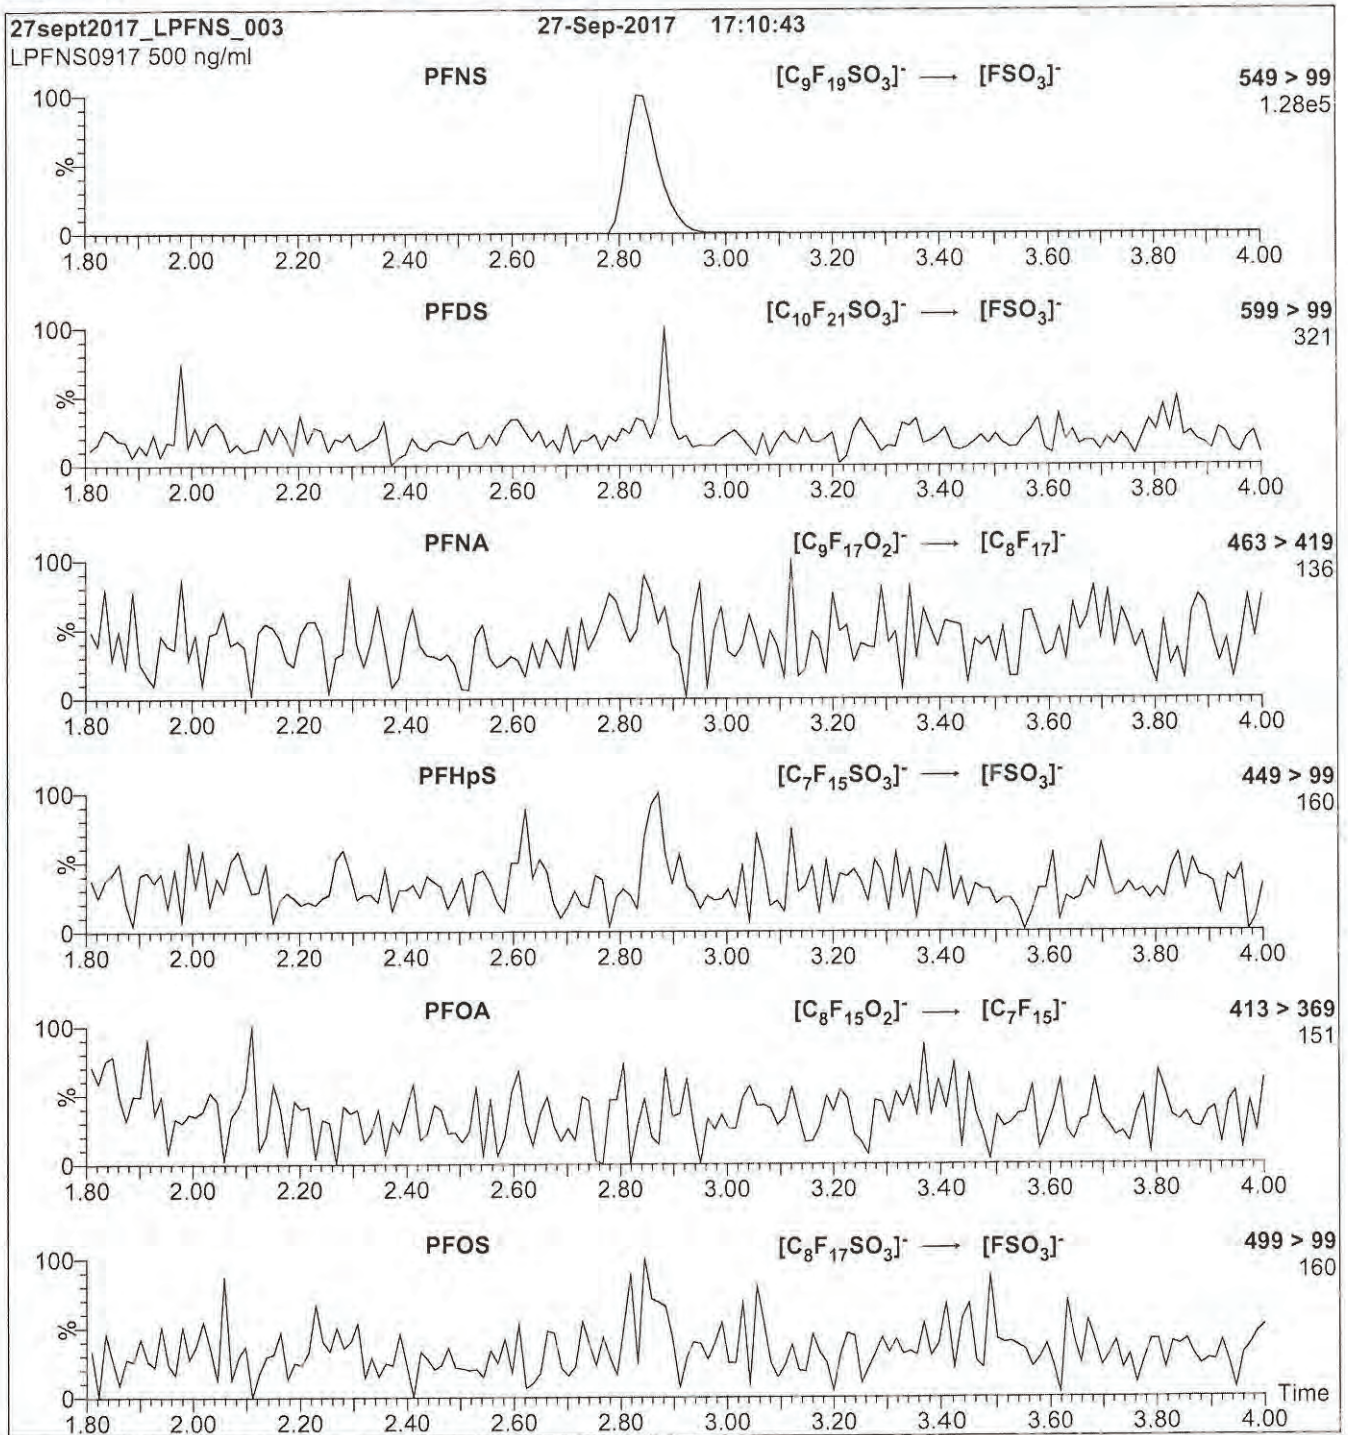 27sept2017_LPFNS_003 27-Sep-2017 17:10:43
LPFNS0917 500 ng/ml
PFNS [C₉F₁₉SO₃]⁻ → [FSO₃]⁻ 549 > 99
1.28e5
100
%
0
1.80 2.00 2.20 2.40 2.60 2.80 3.00 3.20 3.40 3.60 3.80 4.00
PFDS [C₁₀F₂₁SO₃]⁻ → [FSO₃]⁻ 599 > 99
321
100
%
0
1.80 2.00 2.20 2.40 2.60 2.80 3.00 3.20 3.40 3.60 3.80 4.00
PFNA [C₉F₁₇O₂]⁻ → [C₈F₁₇]⁻ 463 > 419
136
100
%
0
1.80 2.00 2.20 2.40 2.60 2.80 3.00 3.20 3.40 3.60 3.80 4.00
PFHpS [C₇F₁₅SO₃]⁻ → [FSO₃]⁻ 449 > 99
160
100
%
0
1.80 2.00 2.20 2.40 2.60 2.80 3.00 3.20 3.40 3.60 3.80 4.00
PFOA [C₈F₁₅O₂]⁻ → [C₇F₁₅]⁻ 413 > 369
151
100
%
0
1.80 2.00 2.20 2.40 2.60 2.80 3.00 3.20 3.40 3.60 3.80 4.00
PFOS [C₈F₁₇SO₃]⁻ → [FSO₃]⁻ 499 > 99
160
100
%
0 Time
1.80 2.00 2.20 2.40 2.60 2.80 3.00 3.20 3.40 3.60 3.80 4.00